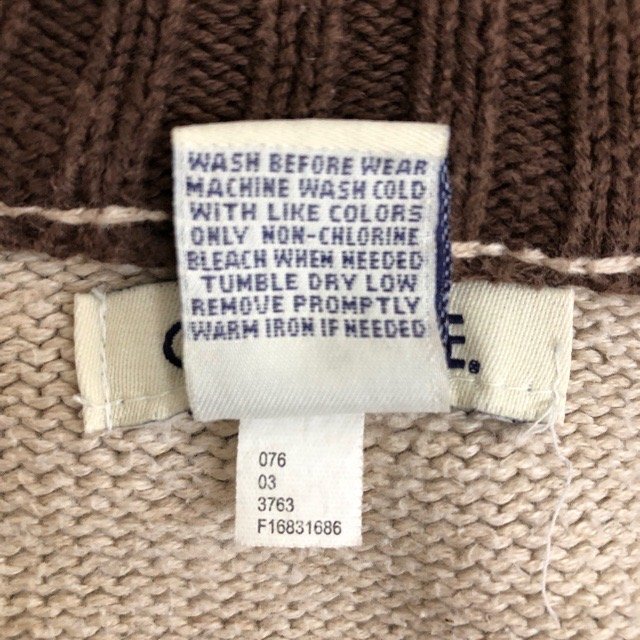 WASH BEFORE WEAR
MACHINE WASH COLD
WITH LIKE COLORS
ONLY NON-CHLORINE
BLEACH WHEN NEEDED
TUMBLE DRY LOW
REMOVE PROMPTLY
WARM IRON IF NEEDED
076
03
3763
F16831686